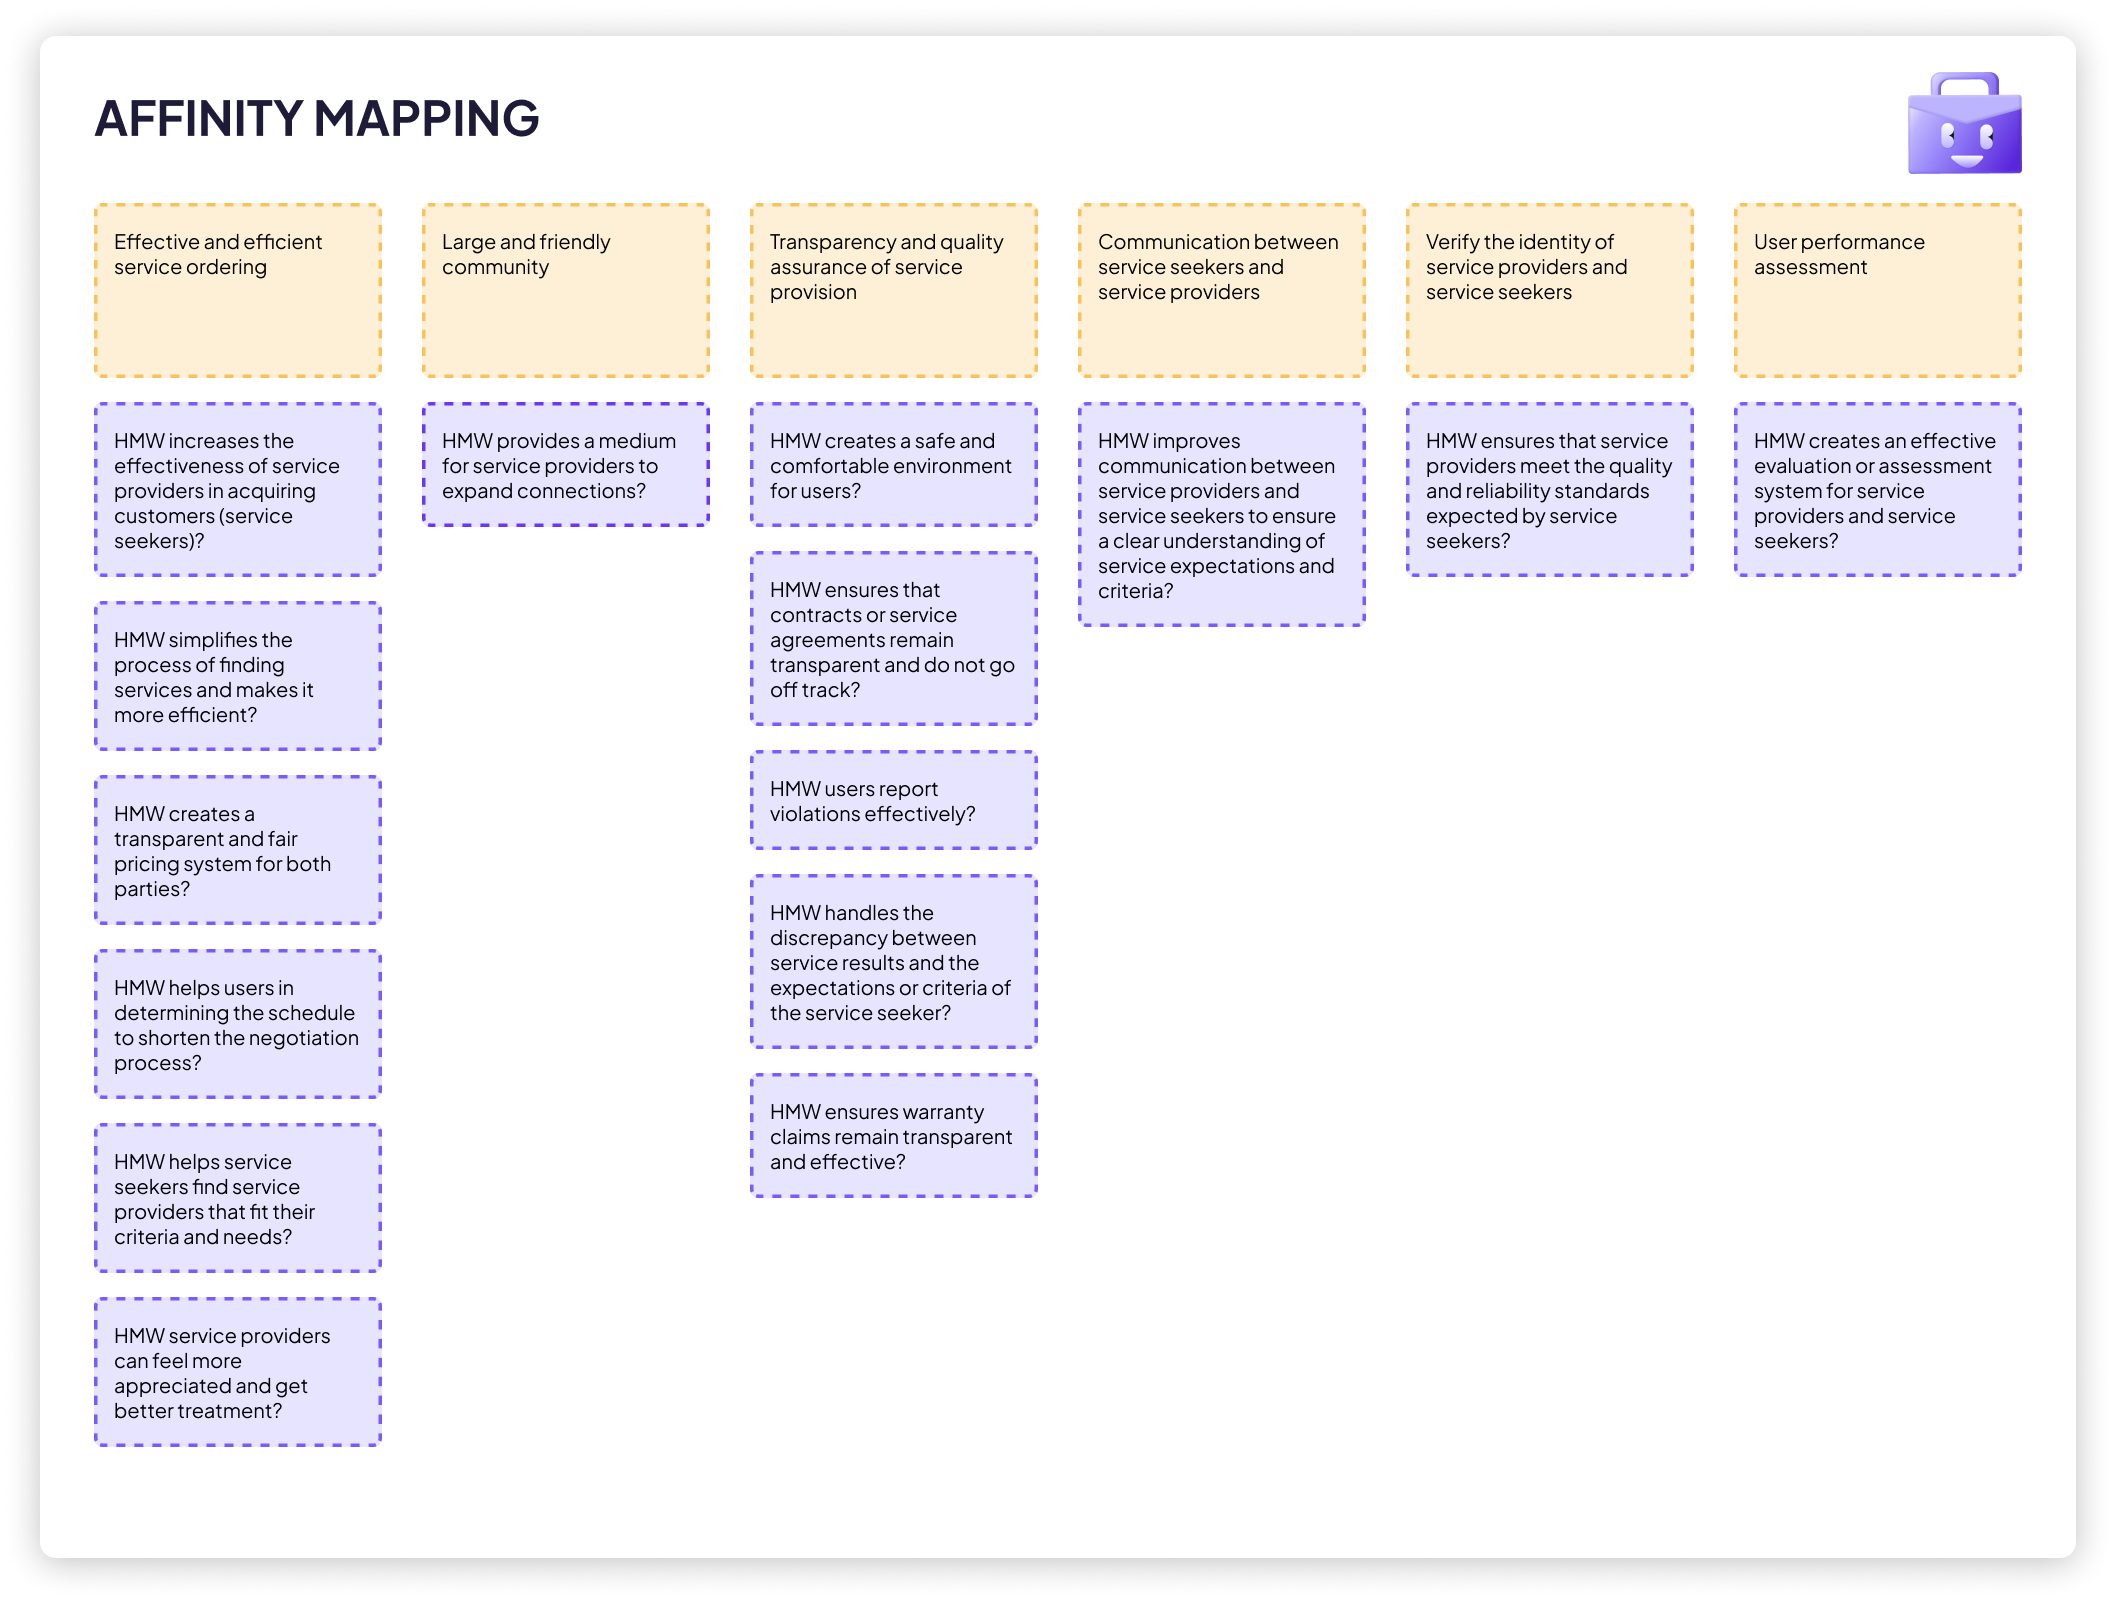 AFFINITY MAPPING
Effective and efficient
service ordering
HMW increases the
effectiveness of service
providers in acquiring
customers (service
seekers)?
HMW simplifies the
process of finding
services and makes it
more efficient?
HMW creates a
transparent and fair
pricing system for both
parties?
HMW helps users in
determining the schedule
to shorten the negotiation
process?
HMW helps service
seekers find service
providers that fit their
criteria and needs?
HMW service providers
can feel more
appreciated and get
better treatment?
Large and friendly
community
HMW provides a medium
for service providers to
expand connections?
Transparency and quality
assurance of service
provision
HMW creates a safe and
comfortable environment
for users?
HMW ensures that
contracts or service
agreements remain
transparent and do not go
off track?
HMW users report
violations effectively?
HMW handles the
discrepancy between
service results and the
expectations or criteria of
the service seeker?
HMW ensures warranty
claims remain transparent
and effective?
Communication between
service seekers and
service providers
HMW improves
communication between
service providers and
service seekers to ensure
a clear understanding of
service expectations and
criteria?
Verify the identity of
service providers and
service seekers
HMW ensures that service
providers meet the quality
and reliability standards
expected by service
seekers?
User performance
assessment
HMW creates an effective
evaluation or assessment
system for service
providers and service
seekers?